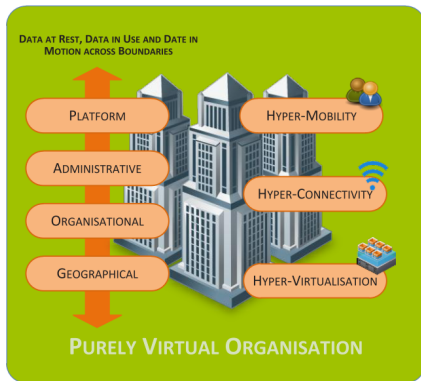 DATA AT REST, DATA IN USE AND DATE IN
MOTION ACROSS BOUNDARIES
PLATFORM
HYPER-MOBILITY
ADMINISTRATIVE
HYPER-CONNECTIVITY
ORGANISATIONAL
GEOGRAPHICAL
HYPER-VIRTUALISATION
PURELY VIRTUAL ORGANISATION